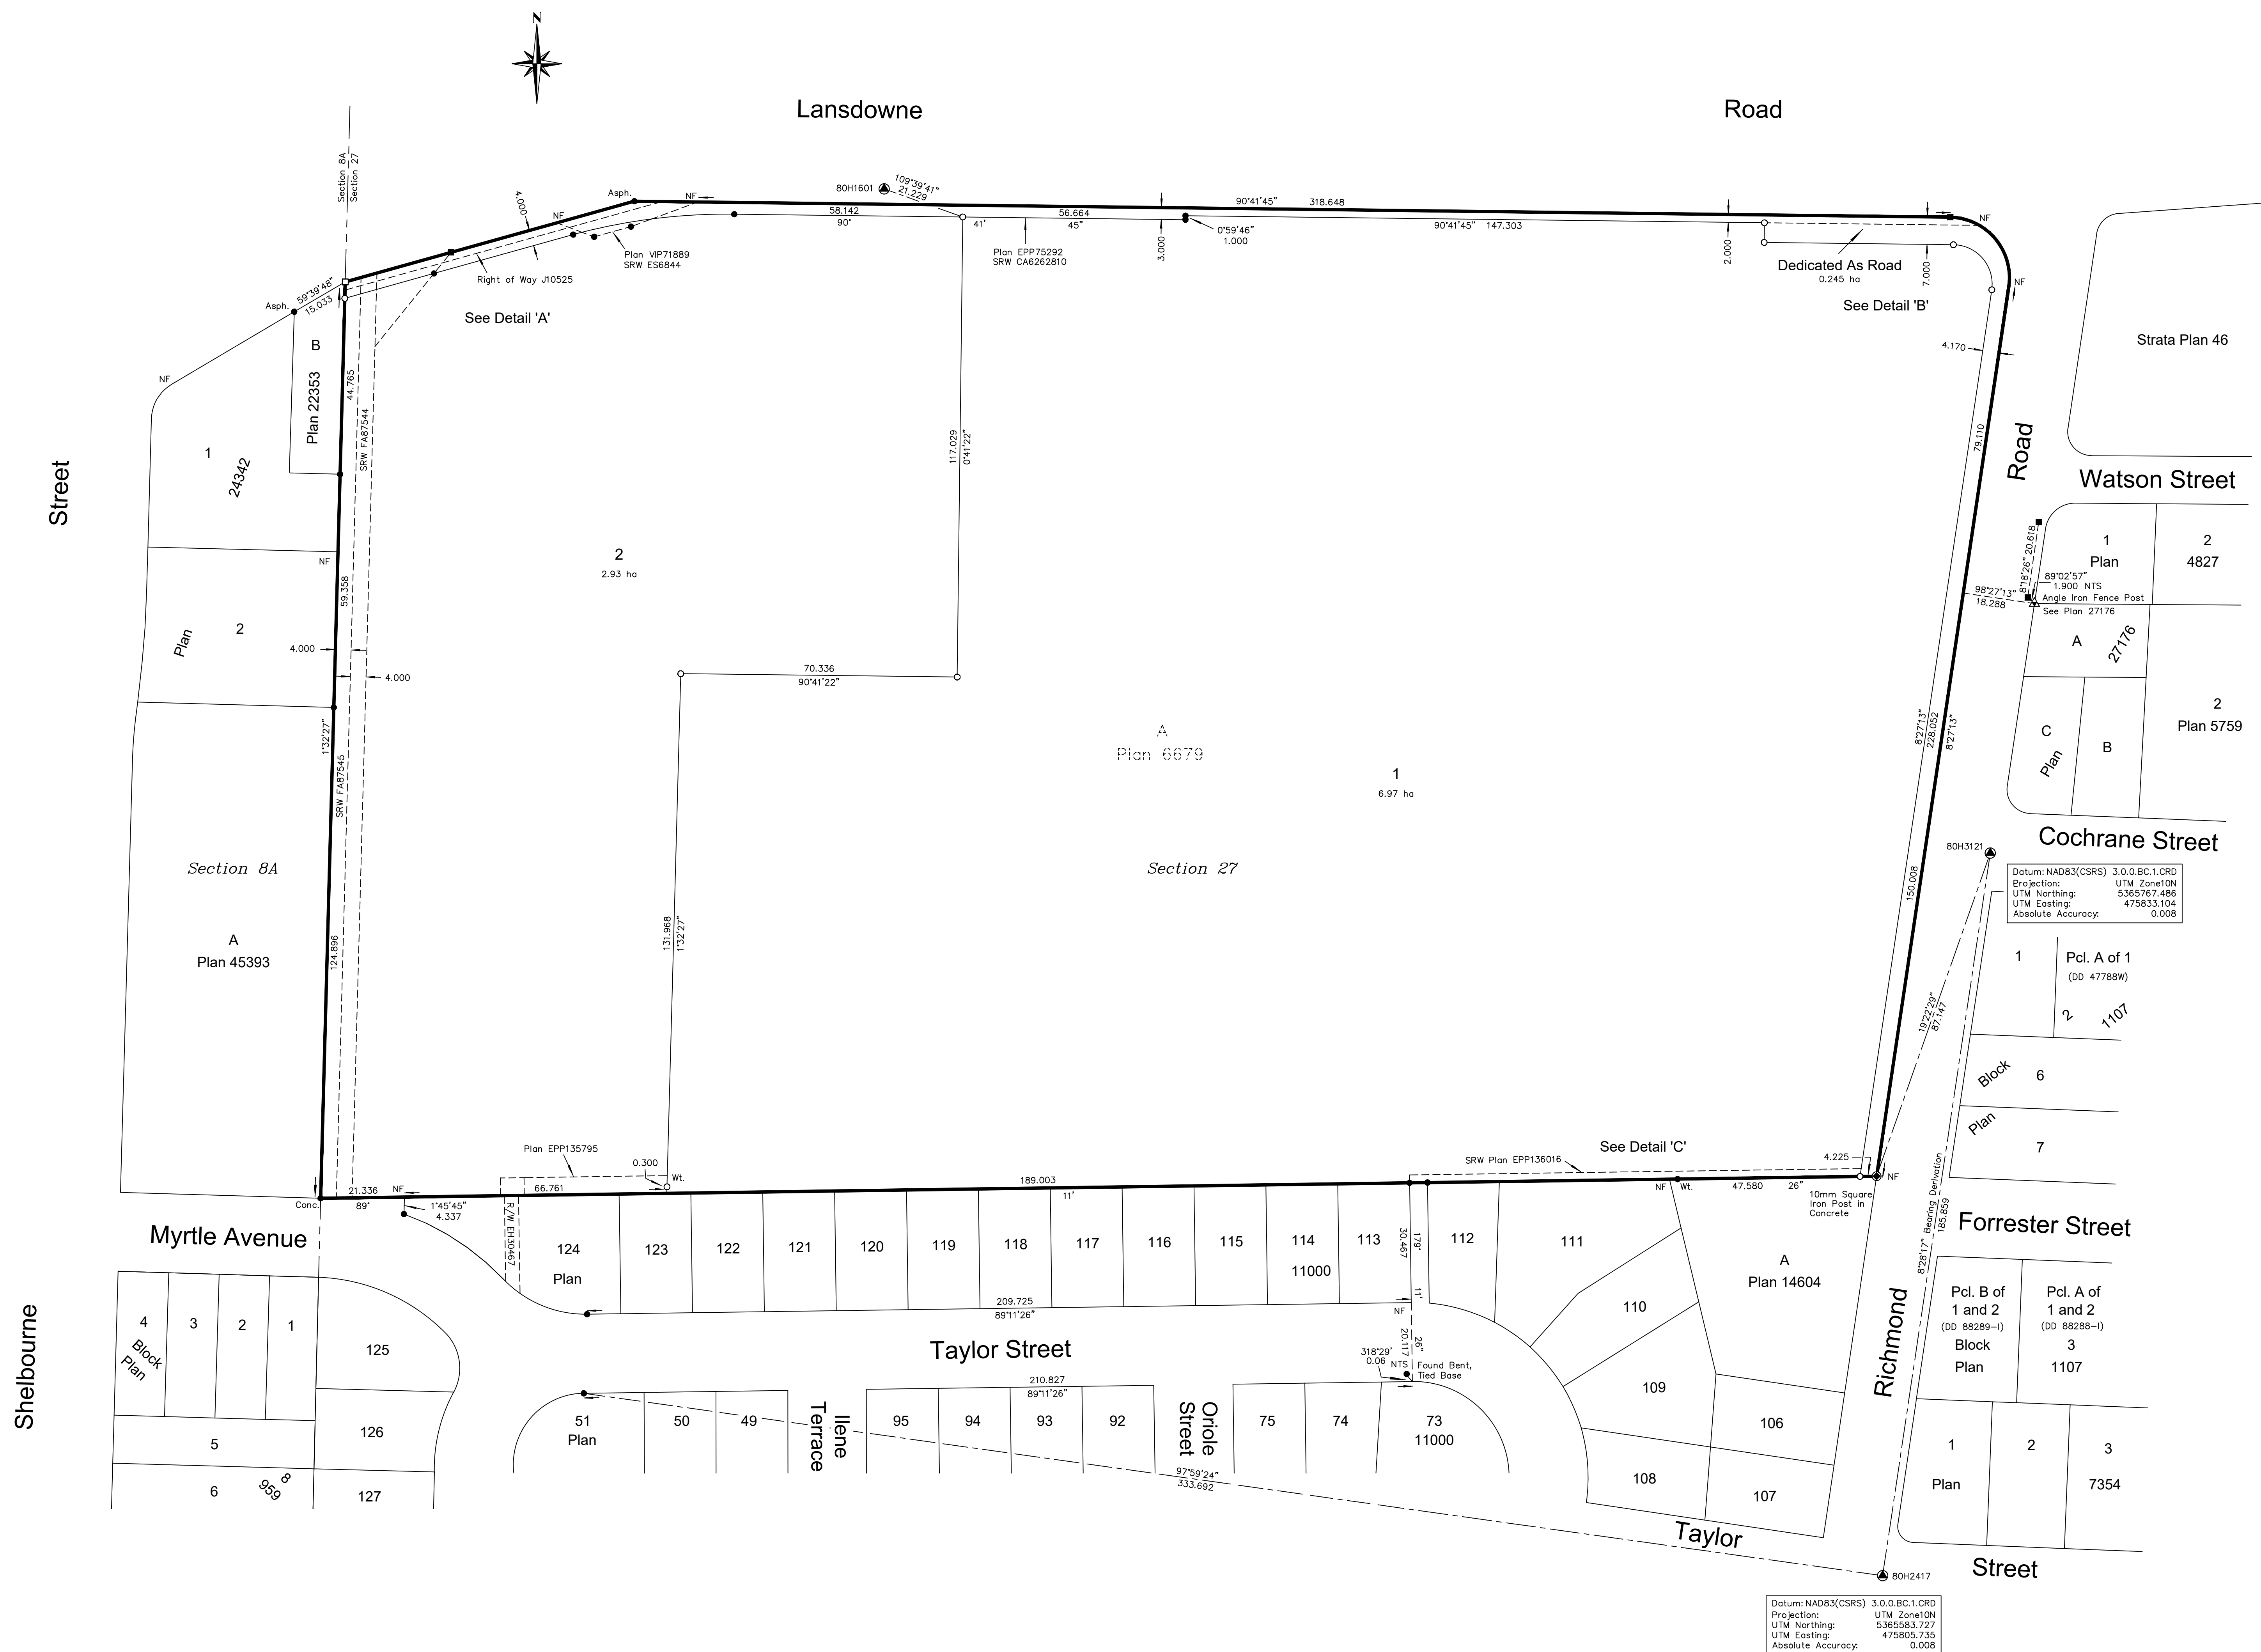 N
Lansdowne Road
Section 8A
Section 27
Asph.
NF
80H1601
109°39'41"
21.229
90°41'45" 318.648
NF
4.000
NF
58.142
90°
41'
56.664
45"
0°59'46"
1.000
90°41'45" 147.303
3.000
2.000
7.000
Plan VIP71889
SRW ES6844
Plan EPP75292
SRW CA6262810
Dedicated As Road
0.245 ha
Right of Way J10525
59°39'48"
15.033
Asph.
See Detail 'A'
See Detail 'B'
NF
4.170
Strata Plan 46
B
Plan 22353
44.765
SRW FA87544
NF
1
24342
Street
117.029
0°41'22"
79.110
Road
Watson Street
2
2.93 ha
NF
59.358
Plan
2
4.000
4.000
8°18'26" 20.618
1
Plan
2
4827
89°02'57"
1.900 NTS
Angle Iron Fence Post
See Plan 27176
98°27'13"
18.288
A
27176
70.336
90°41'22"
1°32'27"
SRW FA87545
A
Plan 6679
1
6.97 ha
8°27'13"
228.052
8°27'13"
C
Plan
B
2
Plan 5759
Cochrane Street
80H3121
Datum: NAD83(CSRS) 3.0.0.BC.1.CRD
Projection: UTM Zone10N
UTM Northing: 5365767.486
UTM Easting: 475833.104
Absolute Accuracy: 0.008
Section 8A
Section 27
A
Plan 45393
124.896
131.968
1°32'27"
150.008
19°22'29"
87.147
1
Pcl. A of 1
(DD 47788W)
2
1107
Block
6
Plan
7
Plan EPP135795
0.300
Wt.
See Detail 'C'
SRW Plan EPP136016
4.225
NF
21.336
89°
NF
66.761
189.003
11'
NF
Wt.
47.580
26"
10mm Square
Iron Post in
Concrete
Conc.
1°45'45"
4.337
R/W EH30467
Myrtle Avenue
124
Plan
123
122
121
120
119
118
117
116
115
114
11000
113
30.467
179°
11'
112
111
A
Plan 14604
8°28'17" Bearing Derivation
185.859
Forrester Street
209.725
89°11'26"
NF
110
Richmond
Pcl. B of
1 and 2
(DD 88289-I)
Block
Plan
Pcl. A of
1 and 2
(DD 88288-I)
3
1107
Shelbourne
4
Block
Plan
3
2
1
125
Taylor Street
20.117
26"
318°29'
0.06 NTS
Found Bent,
Tied Base
210.827
89°11'26"
109
51
Plan
50
49
Ilene
Terrace
95
94
93
92
Oriole
Street
75
74
73
11000
106
5
126
1
Plan
2
3
7354
6
8
959
127
97°59'24"
333.692
108
107
Taylor
Street
80H2417
Datum: NAD83(CSRS) 3.0.0.BC.1.CRD
Projection: UTM Zone10N
UTM Northing: 5365583.727
UTM Easting: 475805.735
Absolute Accuracy: 0.008